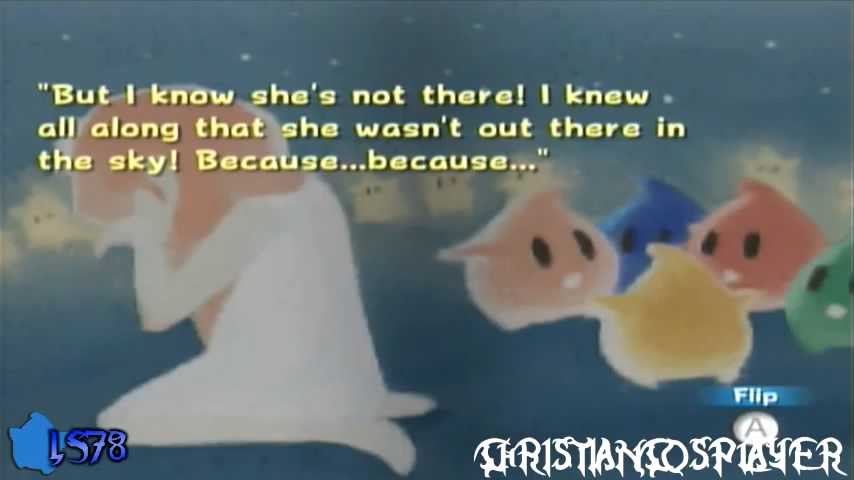 "But I know she's not there! I knew
all along that she wasn't out there in
the sky! Because...because..."
Flip
A
LS78
CHRISTIANCOSPLAYER